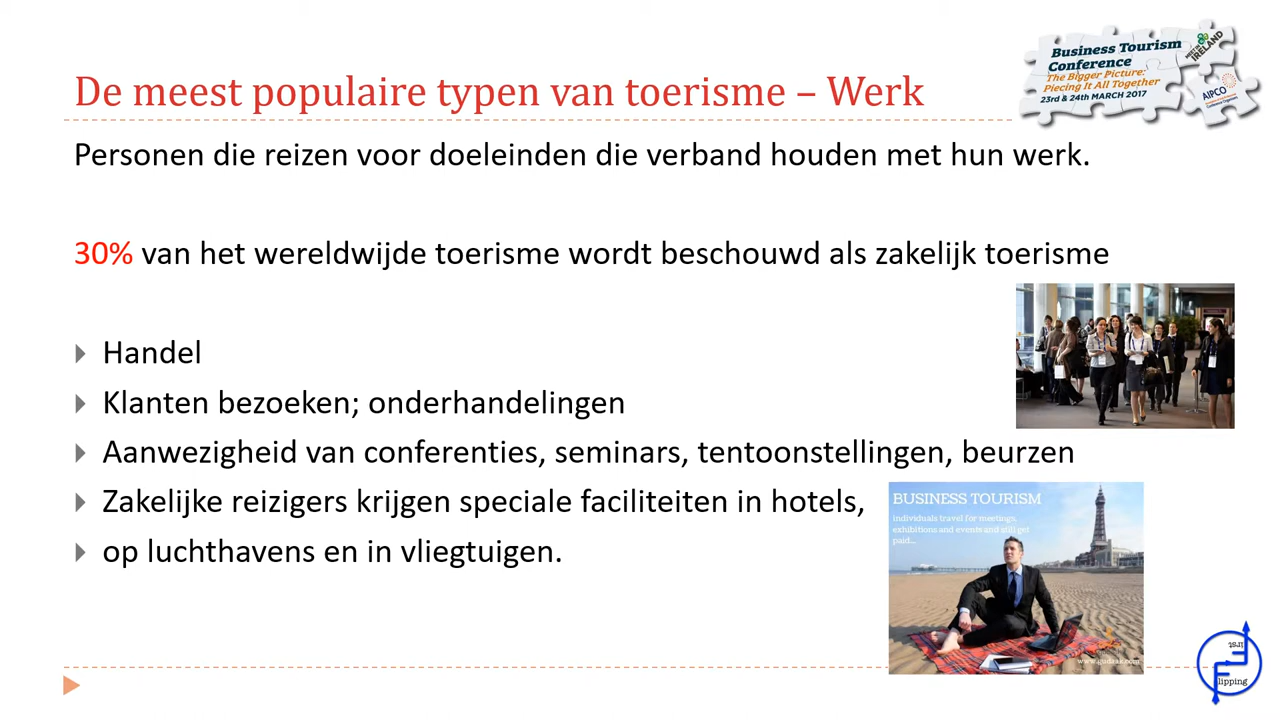 Business Tourism
Conference
The Bigger Picture:
Piecing It All Together
23rd & 24th MARCH 2017
MEET IN
IRELAND
AIPCO
De meest populaire typen van toerisme – Werk
Personen die reizen voor doeleinden die verband houden met hun werk.
30% van het wereldwijde toerisme wordt beschouwd als zakelijk toerisme
Handel
Klanten bezoeken; onderhandelingen
Aanwezigheid van conferenties, seminars, tentoonstellingen, beurzen
Zakelijke reizigers krijgen speciale faciliteiten in hotels,
op luchthavens en in vliegtuigen.
BUSINESS TOURISM
individuals travel for meetings,
exhibitions and events and still get
paid...
irst
lipping